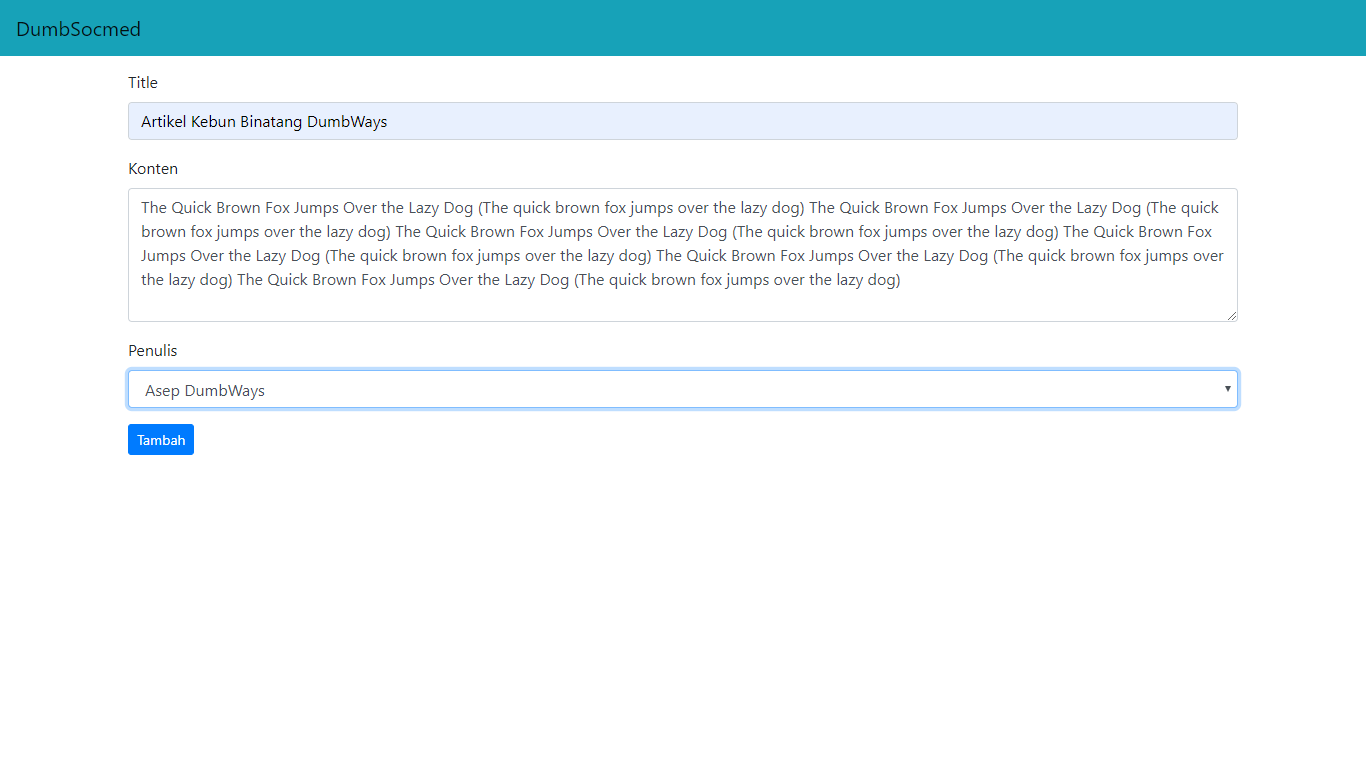 DumbSocmed
Title
Artikel Kebun Binatang DumbWays
Konten
The Quick Brown Fox Jumps Over the Lazy Dog (The quick brown fox jumps over the lazy dog) The Quick Brown Fox Jumps Over the Lazy Dog (The quick
brown fox jumps over the lazy dog) The Quick Brown Fox Jumps Over the Lazy Dog (The quick brown fox jumps over the lazy dog) The Quick Brown Fox
Jumps Over the Lazy Dog (The quick brown fox jumps over the lazy dog) The Quick Brown Fox Jumps Over the Lazy Dog (The quick brown fox jumps over
the lazy dog) The Quick Brown Fox Jumps Over the Lazy Dog (The quick brown fox jumps over the lazy dog)
Penulis
Asep DumbWays
Tambah